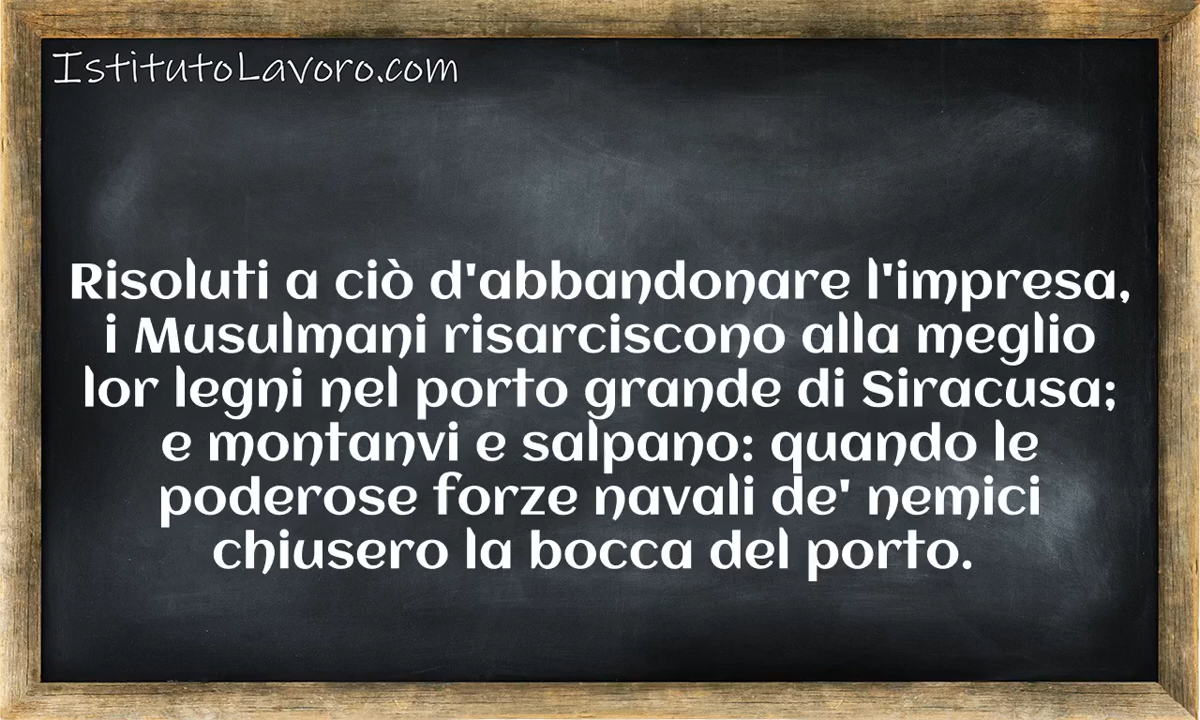 IstitutoLavoro.com
Risoluti a ciò d'abbandonare l'impresa,
i Musulmani risarciscono alla meglio
lor legni nel porto grande di Siracusa;
e montanvi e salpano: quando le
poderose forze navali de' nemici
chiusero la bocca del porto.